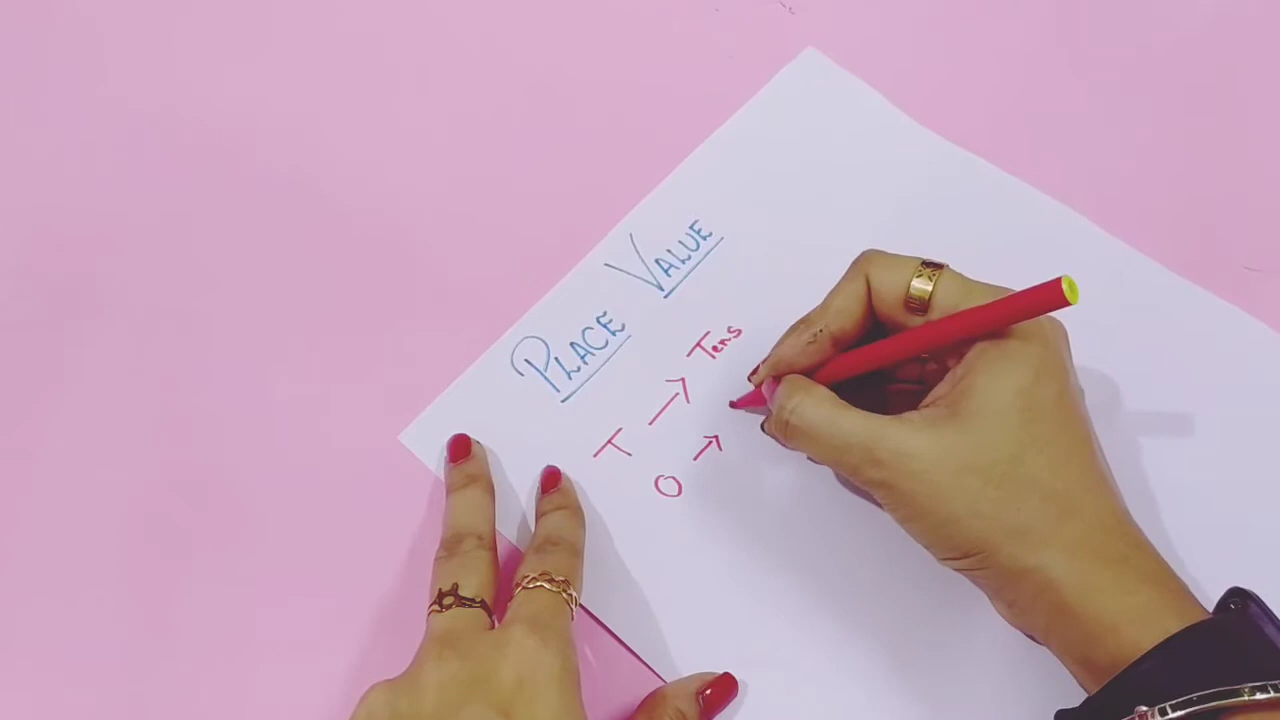 PLACE VALUE
T → Tens
O →